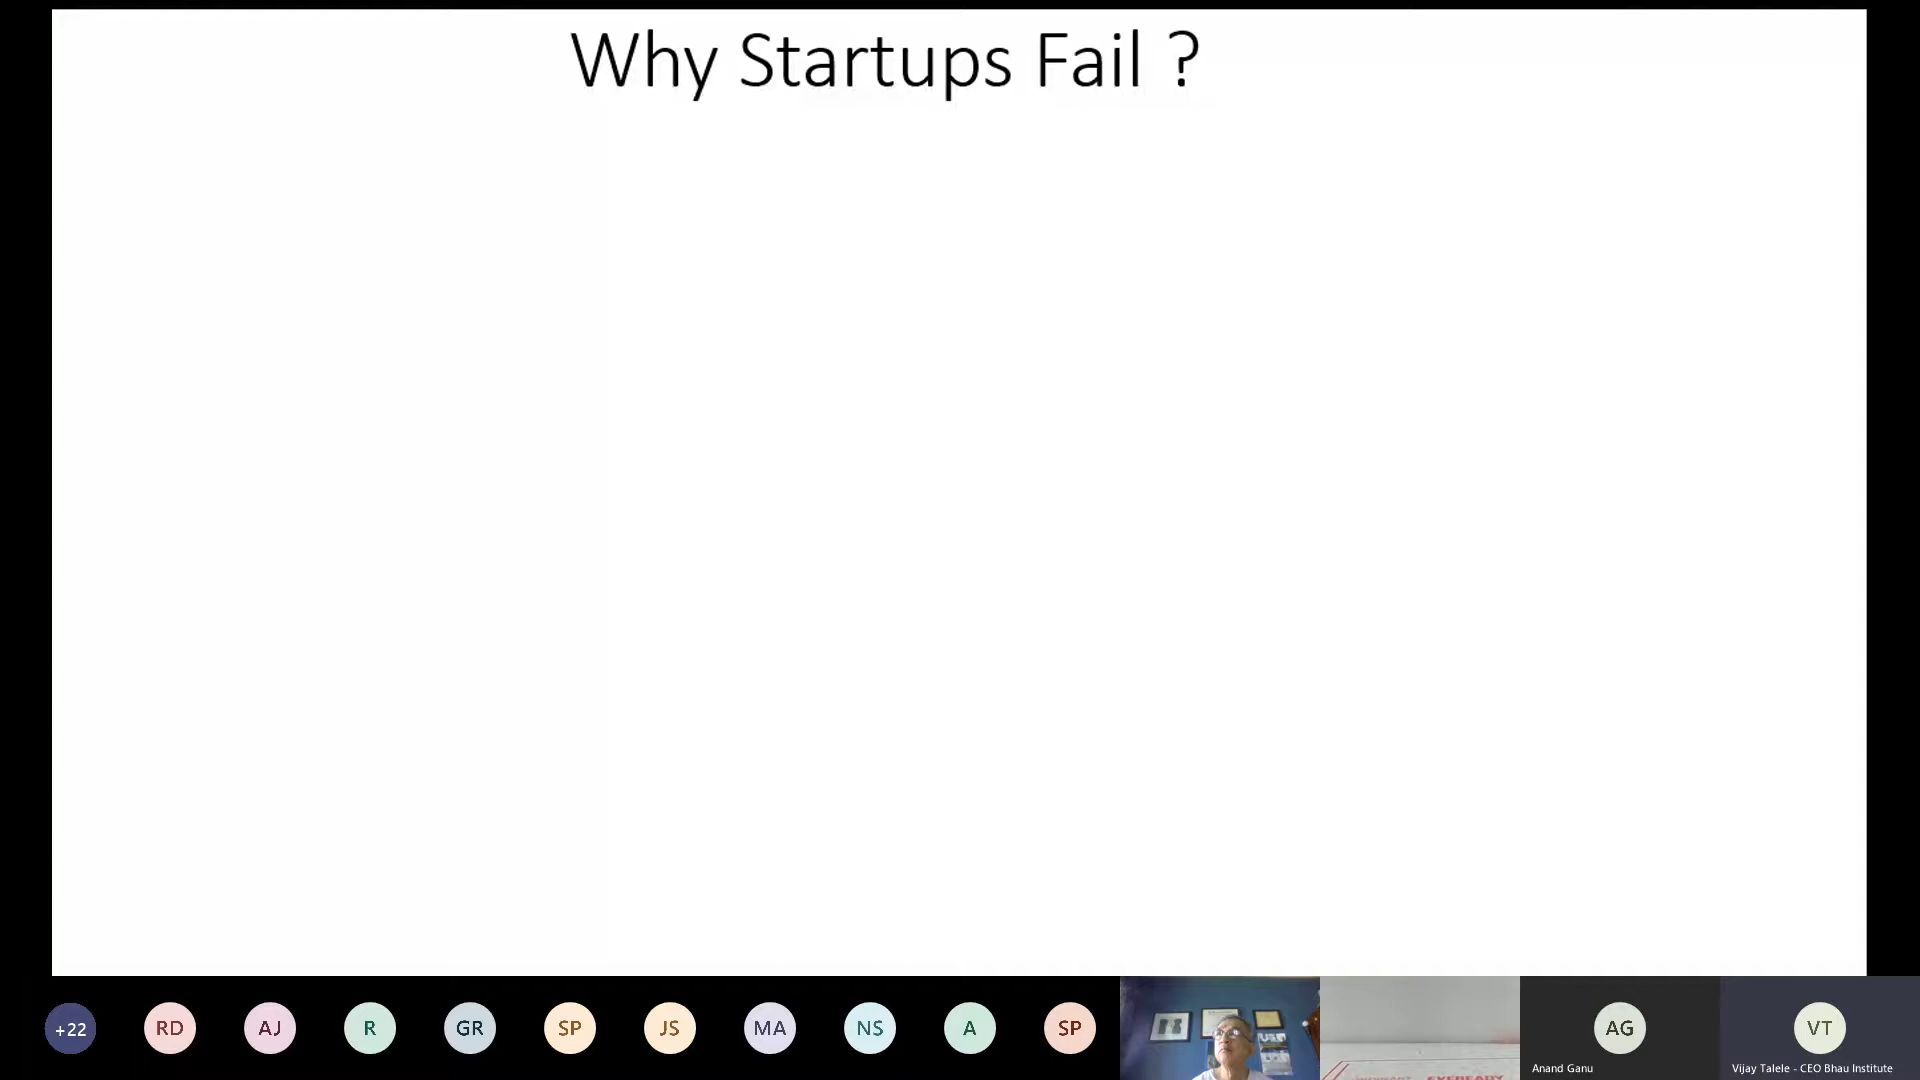 Why Startups Fail ?
+22
RD
AJ
R
GR
SP
JS
MA
NS
A
SP
AG
VT
EVEREADY
Anand Ganu
Vijay Talele - CEO Bhau Institute